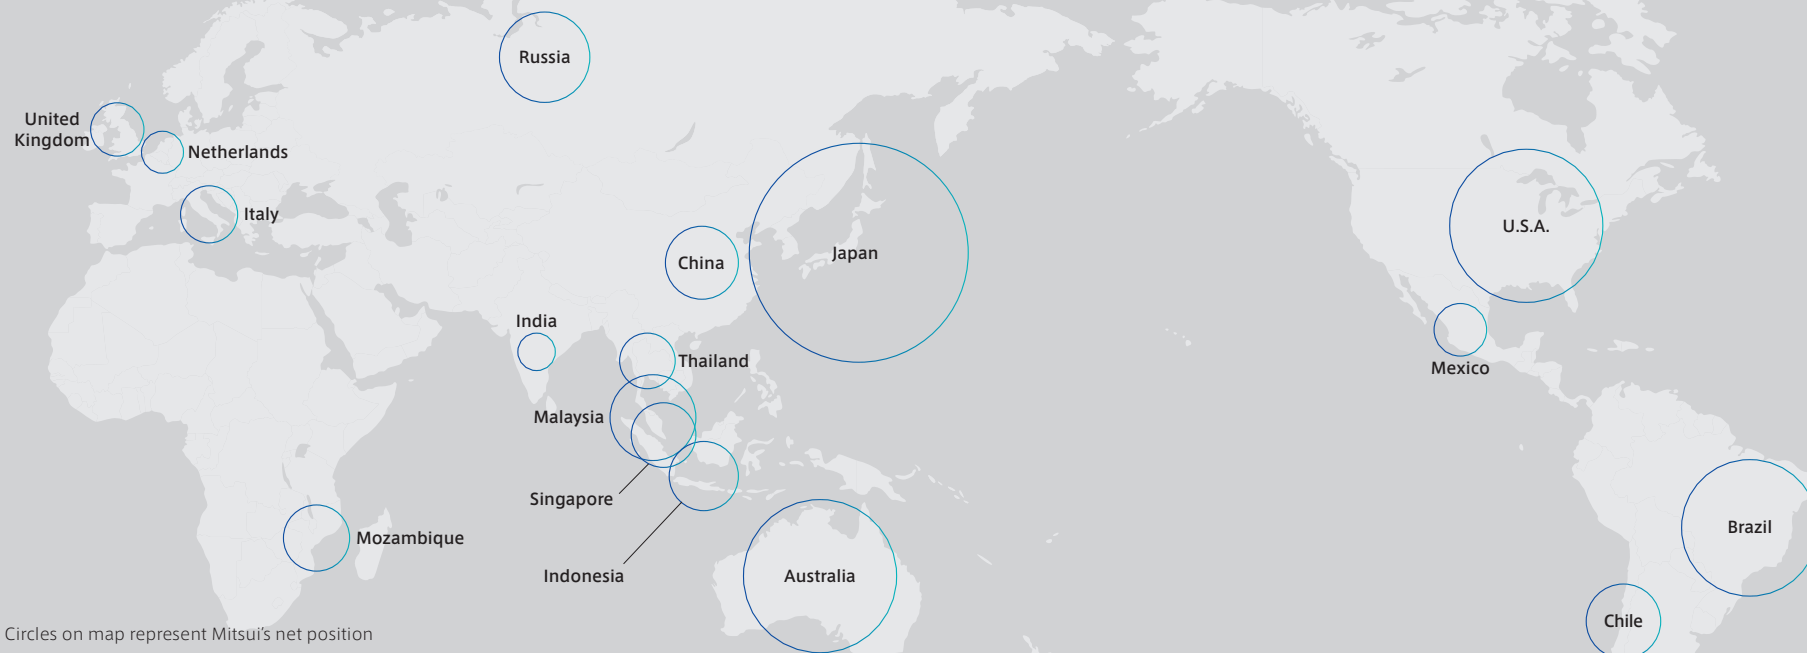 Russia
United
Kingdom
Netherlands
Italy
China
Japan
U.S.A.
India
Thailand
Mexico
Malaysia
Singapore
Indonesia
Mozambique
Australia
Brazil
Chile
Circles on map represent Mitsui’s net position